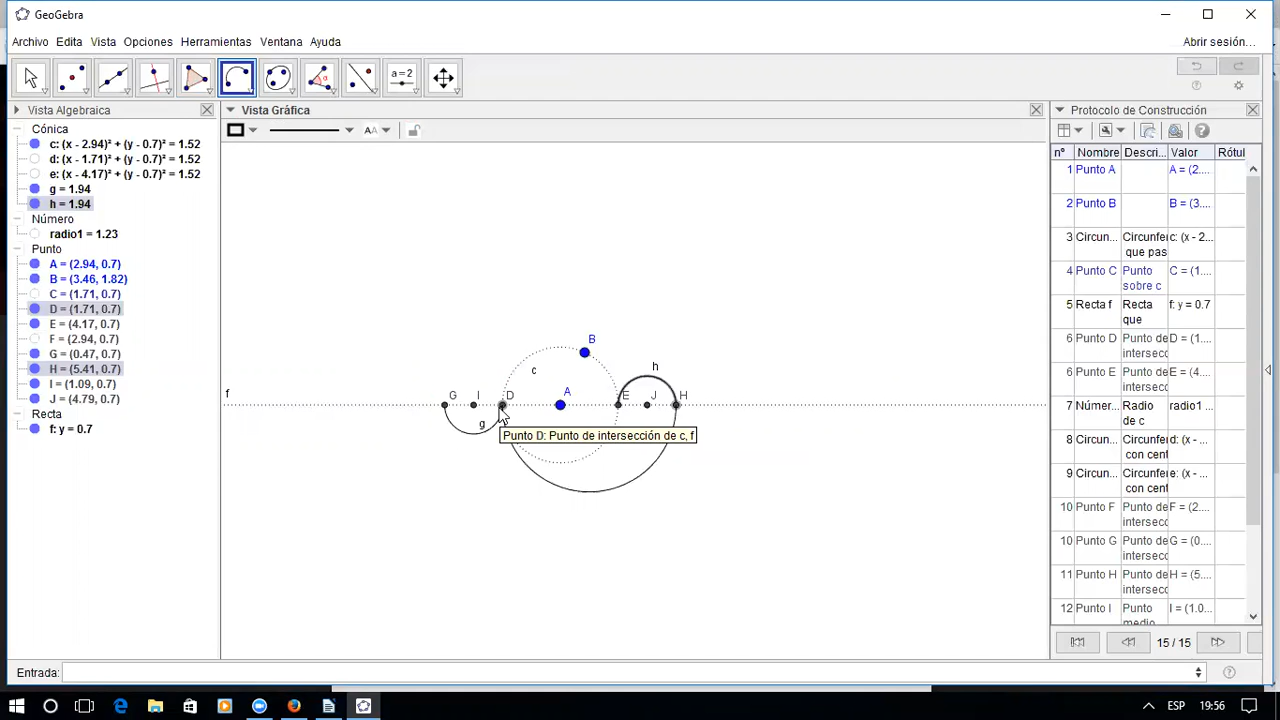 GeoGebra
Archivo Edita Vista Opciones Herramientas Ventana Ayuda Abrir sesión...
a=2
Vista Algebraica
Vista Gráfica
Protocolo de Construcción
AA
Cónica
c: (x - 2.94)² + (y - 0.7)² = 1.52
d: (x - 1.71)² + (y - 0.7)² = 1.52
e: (x - 4.17)² + (y - 0.7)² = 1.52
g = 1.94
h = 1.94
Número
radio1 = 1.23
Punto
A = (2.94, 0.7)
B = (3.46, 1.82)
C = (1.71, 0.7)
D = (1.71, 0.7)
E = (4.17, 0.7)
F = (2.94, 0.7)
G = (0.47, 0.7)
H = (5.41, 0.7)
I = (1.09, 0.7)
J = (4.79, 0.7)
Recta
f: y = 0.7
B
c
h
f
G I D A E J H
g
Punto D: Punto de intersección de c, f
nº Nombre Descri... Valor Rótul
1 Punto A A = (2....
2 Punto B B = (3....
3 Circun... Circunfer c: (x - 2...
que pas
4 Punto C Punto C = (1....
sobre c
5 Recta f Recta f: y = 0.7
que
6 Punto D Punto de D = (1....
intersecc
6 Punto E Punto de E = (4....
intersecc
7 Númer... Radio radio1 ...
de c
8 Circun... Circunfer d: (x - ...
con cent
9 Circun... Circunfer e: (x - ...
con cent
10 Punto F Punto de F = (2....
intersecc
10 Punto G Punto de G = (0....
intersecc
11 Punto H Punto de H = (5....
intersecc
12 Punto I Punto I = (1.0...
medio
15 / 15
Entrada:
ESP 19:56